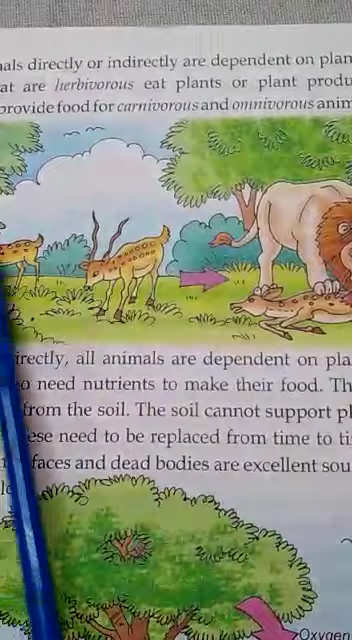 als directly or indirectly are dependent on plan
at are herbivorous eat plants or plant produ
provide food for carnivorous and omnivorous anim
irectly, all animals are dependent on pla
o need nutrients to make their food. Th
from the soil. The soil cannot support pl
ese need to be replaced from time to ti
faces and dead bodies are excellent sou
Oxygen